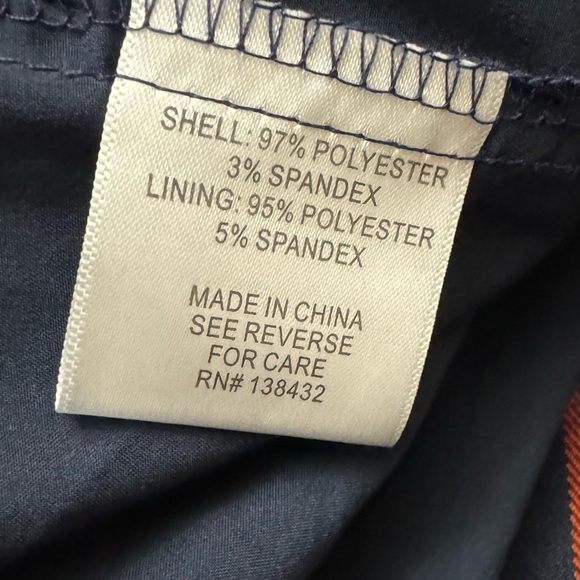 SHELL: 97% POLYESTER
3% SPANDEX
LINING: 95% POLYESTER
5% SPANDEX
MADE IN CHINA
SEE REVERSE
FOR CARE
RN# 138432